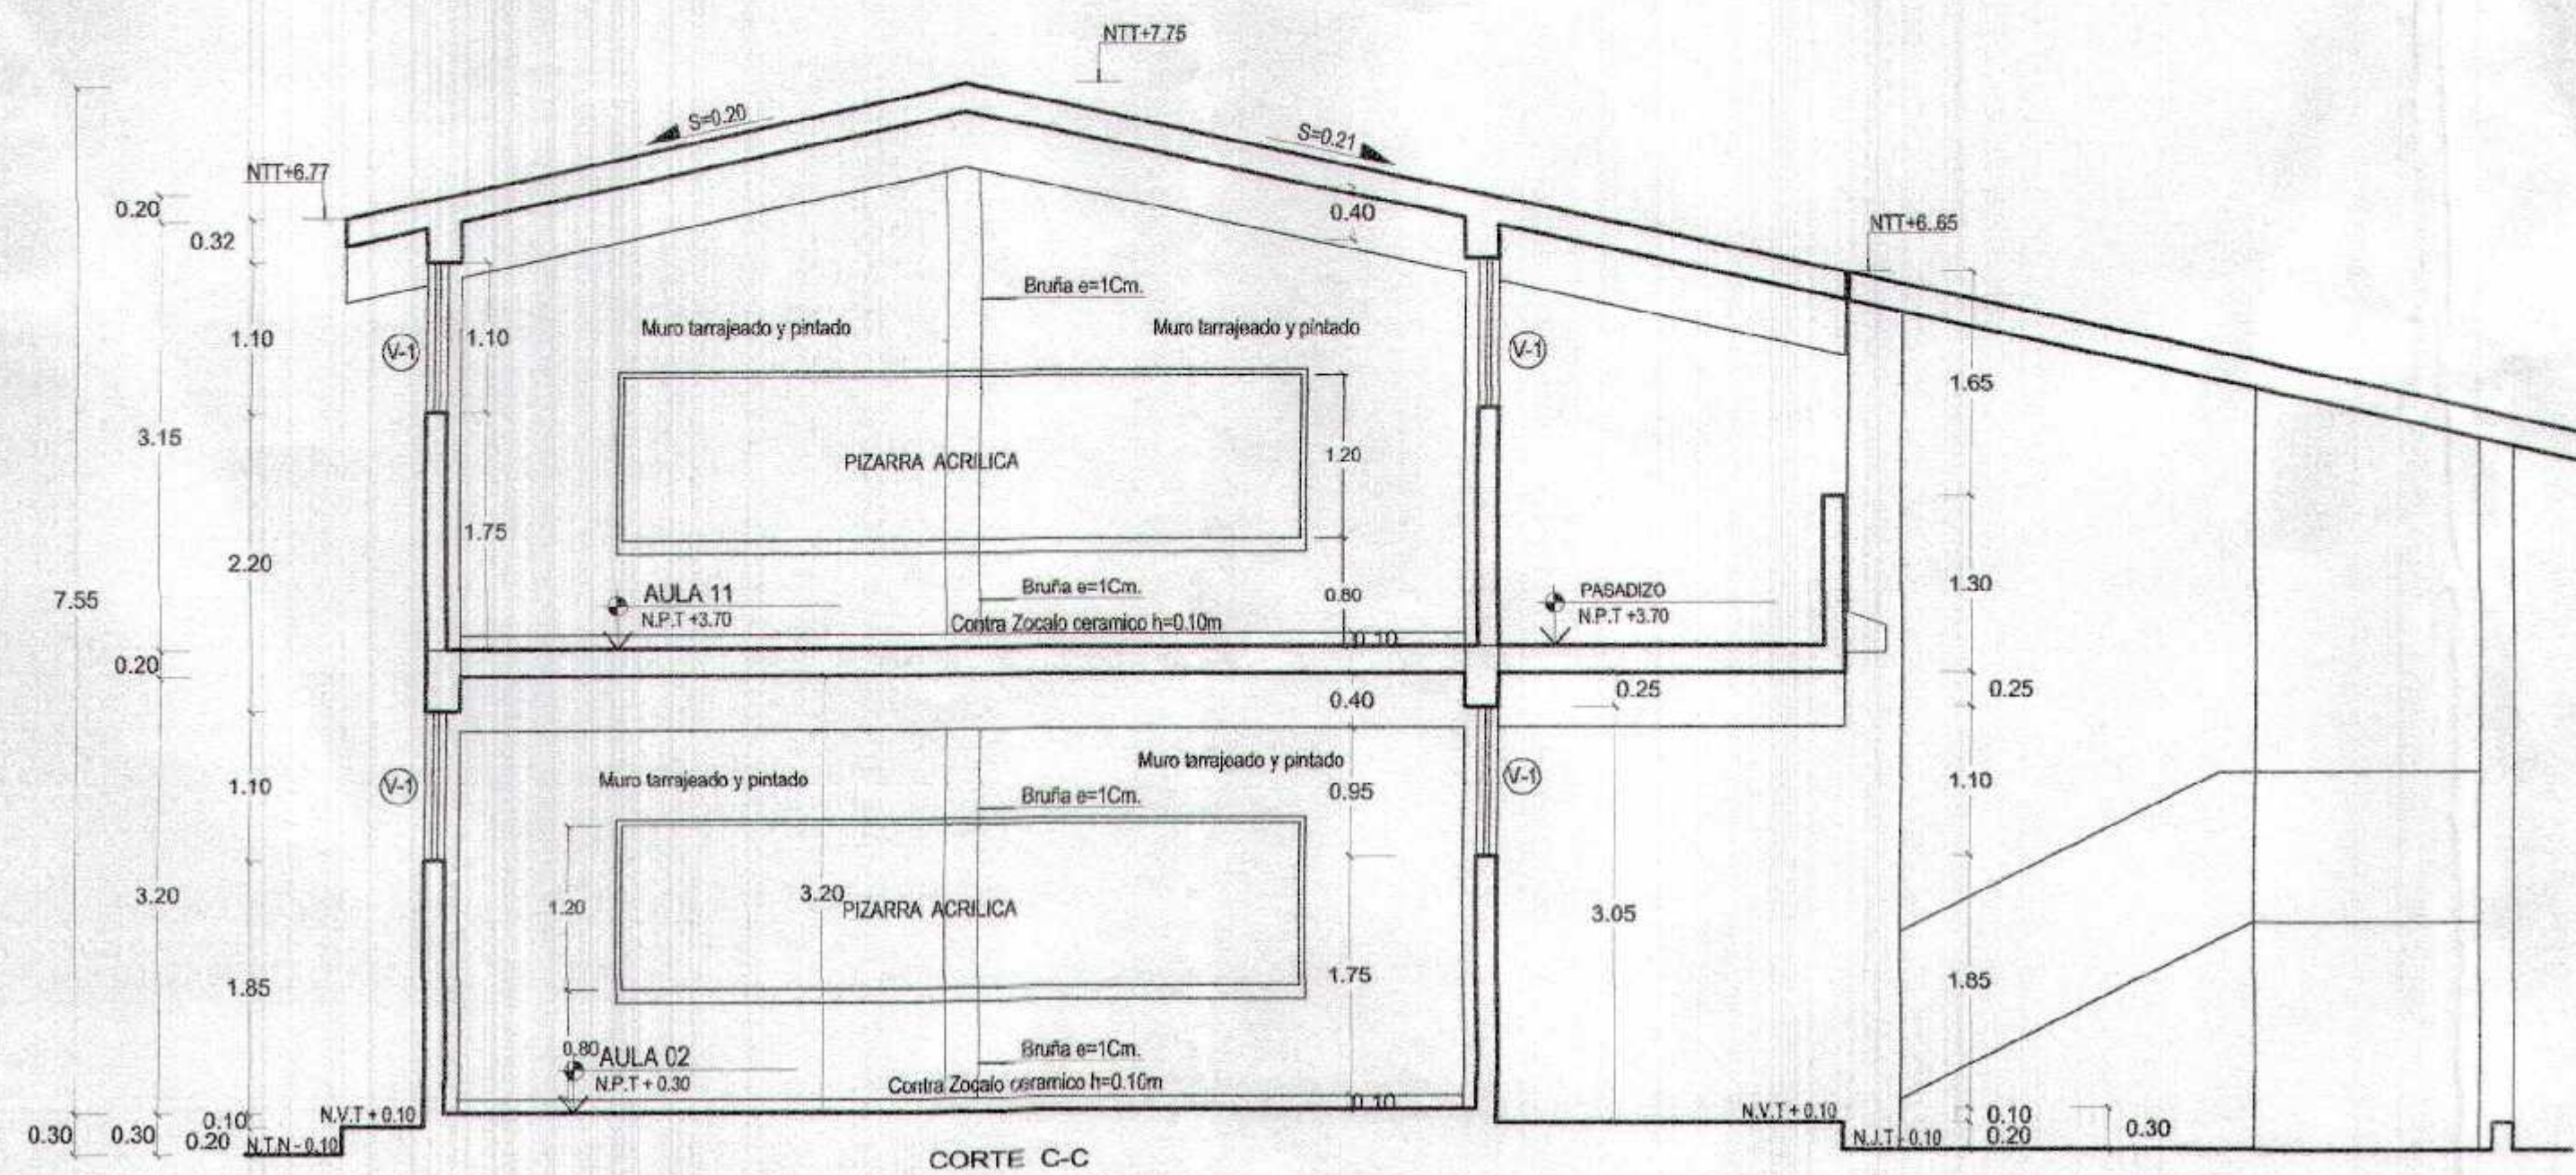 NTT+7.75
S=0.20
S=0.21
NTT+6.77
0.20
0.32
0.40
NTT+6..65
Bruña e=1Cm.
Muro tarrajeado y pintado
Muro tarrajeado y pintado
1.10
V-1
1.10
V-1
1.65
3.15
PIZARRA ACRILICA
1.20
1.75
2.20
7.55
AULA 11
N.P.T +3.70
Bruña e=1Cm.
0.80
Contra Zocalo ceramico h=0.10m
0.10
PASADIZO
N.P.T +3.70
1.30
0.20
0.40
0.25
0.25
Muro tarrajeado y pintado
Muro tarrajeado y pintado
1.10
V-1
Bruña e=1Cm.
0.95
V-1
1.10
3.20
1.20
3.20
PIZARRA ACRILICA
3.05
1.85
1.75
1.85
0.80
AULA 02
N.P.T + 0.30
Bruña e=1Cm.
Contra Zocalo ceramico h=0.10m
0.10
0.30
0.30
0.10
0.20
N.V.T + 0.10
N.T.N - 0.10
N.V.T + 0.10
N.J.T - 0.10
0.10
0.20
0.30
CORTE C-C